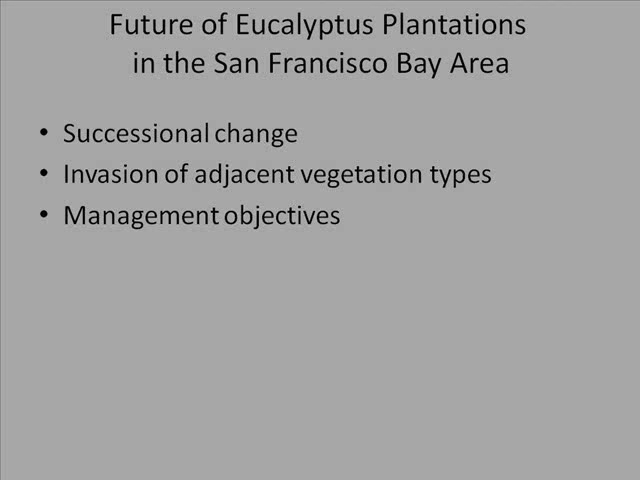 Future of Eucalyptus Plantations
in the San Francisco Bay Area
• Successional change
• Invasion of adjacent vegetation types
• Management objectives